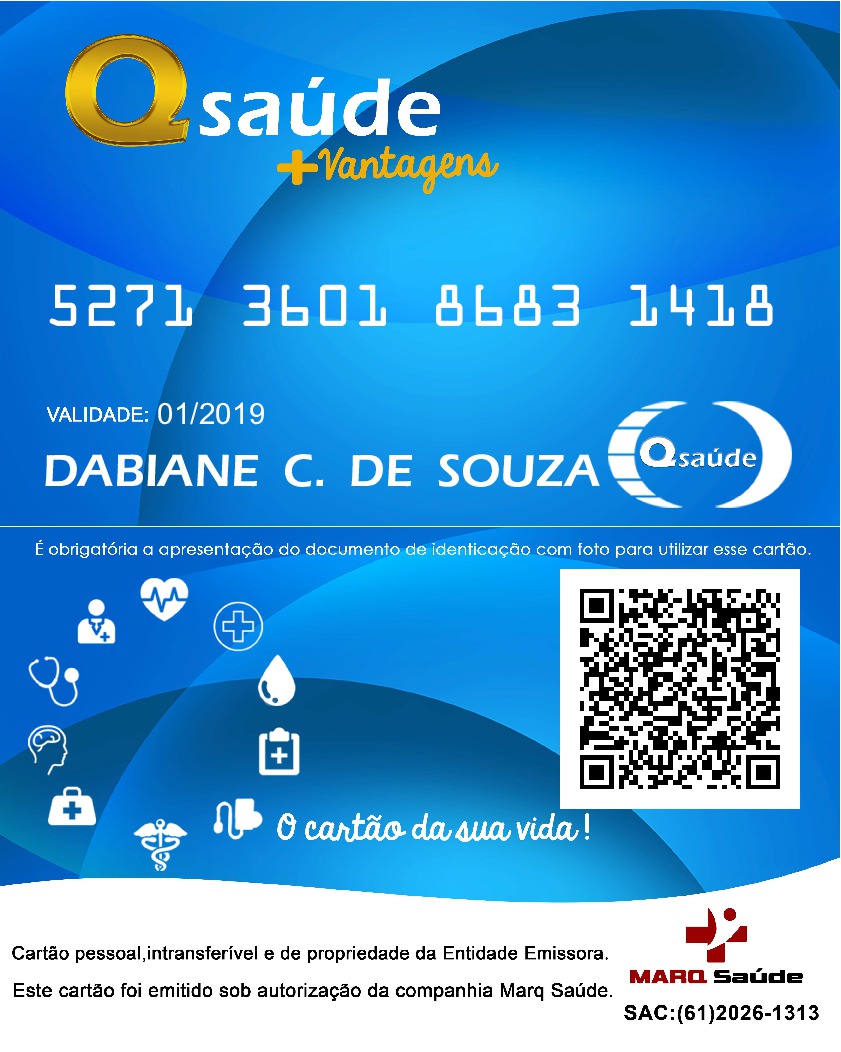 Qsaúde
+Vantagens
5271 3601 8683 1418
VALIDADE: 01/2019
DABIANE C. DE SOUZA
Qsaúde
É obrigatória a apresentação do documento de identicação com foto para utilizar esse cartão.
O cartão da sua vida!
Cartão pessoal,intransferível e de propriedade da Entidade Emissora.
MARQ Saúde
Este cartão foi emitido sob autorização da companhia Marq Saúde.
SAC:(61)2026-1313